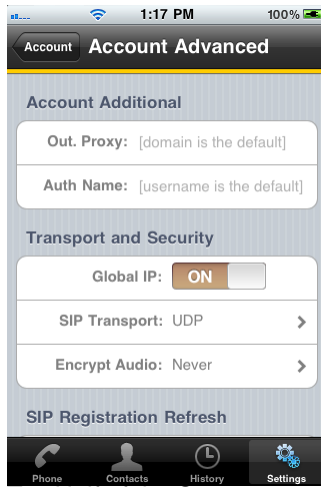 1:17 PM
100%
Account
Account Advanced
Account Additional
Out. Proxy: [domain is the default]
Auth Name: [username is the default]
Transport and Security
Global IP: ON
SIP Transport: UDP
Encrypt Audio: Never
SIP Registration Refresh
Phone Contacts History Settings